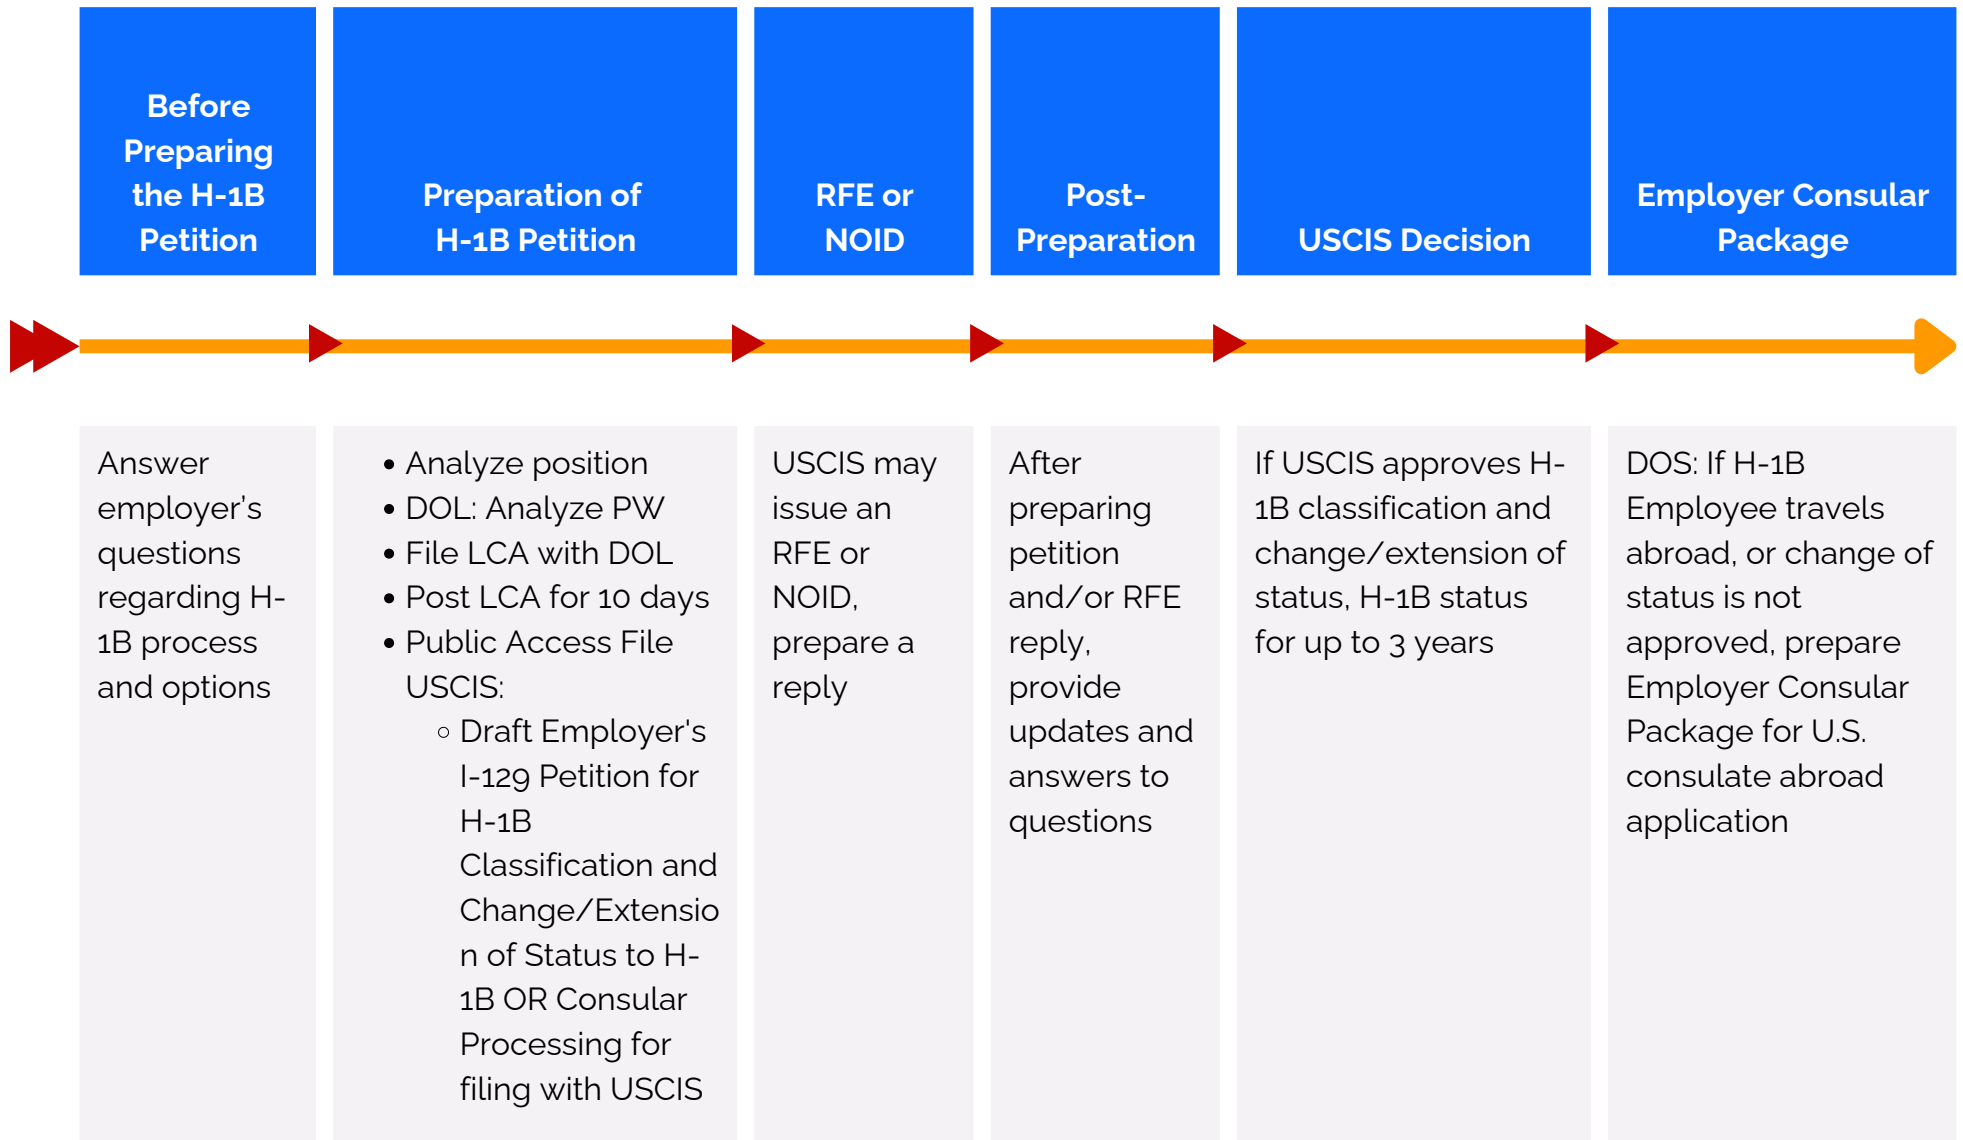 Before
Preparing
the H-1B
Petition
Preparation of
H-1B Petition
RFE or
NOID
Post-
Preparation
USCIS Decision
Employer Consular
Package
Answer
employer’s
questions
regarding H-
1B process
and options
• Analyze position
• DOL: Analyze PW
• File LCA with DOL
• Post LCA for 10 days
• Public Access File
USCIS:
◦ Draft Employer's
I-129 Petition for
H-1B
Classification and
Change/Extensio
n of Status to H-
1B OR Consular
Processing for
filing with USCIS
USCIS may
issue an
RFE or
NOID,
prepare a
reply
After
preparing
petition
and/or RFE
reply,
provide
updates and
answers to
questions
If USCIS approves H-
1B classification and
change/extension of
status, H-1B status
for up to 3 years
DOS: If H-1B
Employee travels
abroad, or change of
status is not
approved, prepare
Employer Consular
Package for U.S.
consulate abroad
application